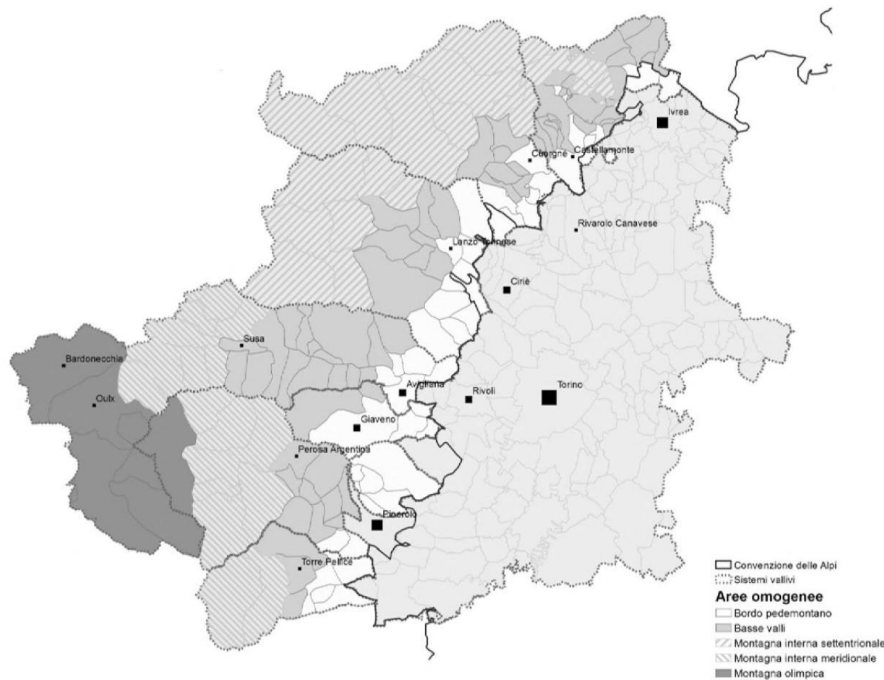 Ivrea
Cuorgnè
Castellamonte
Rivarolo Canavese
Lanzo Torinese
Ciriè
Susa
Bardonecchia
Oulx
Avigliana
Rivoli
Torino
Giaveno
Perosa Argentina
Pinerolo
Torre Pellice
Convenzione delle Alpi
Sistemi vallivi
Aree omogenee
Bordo pedemontano
Basse valli
Montagna interna settentrionale
Montagna interna meridionale
Montagna olimpica